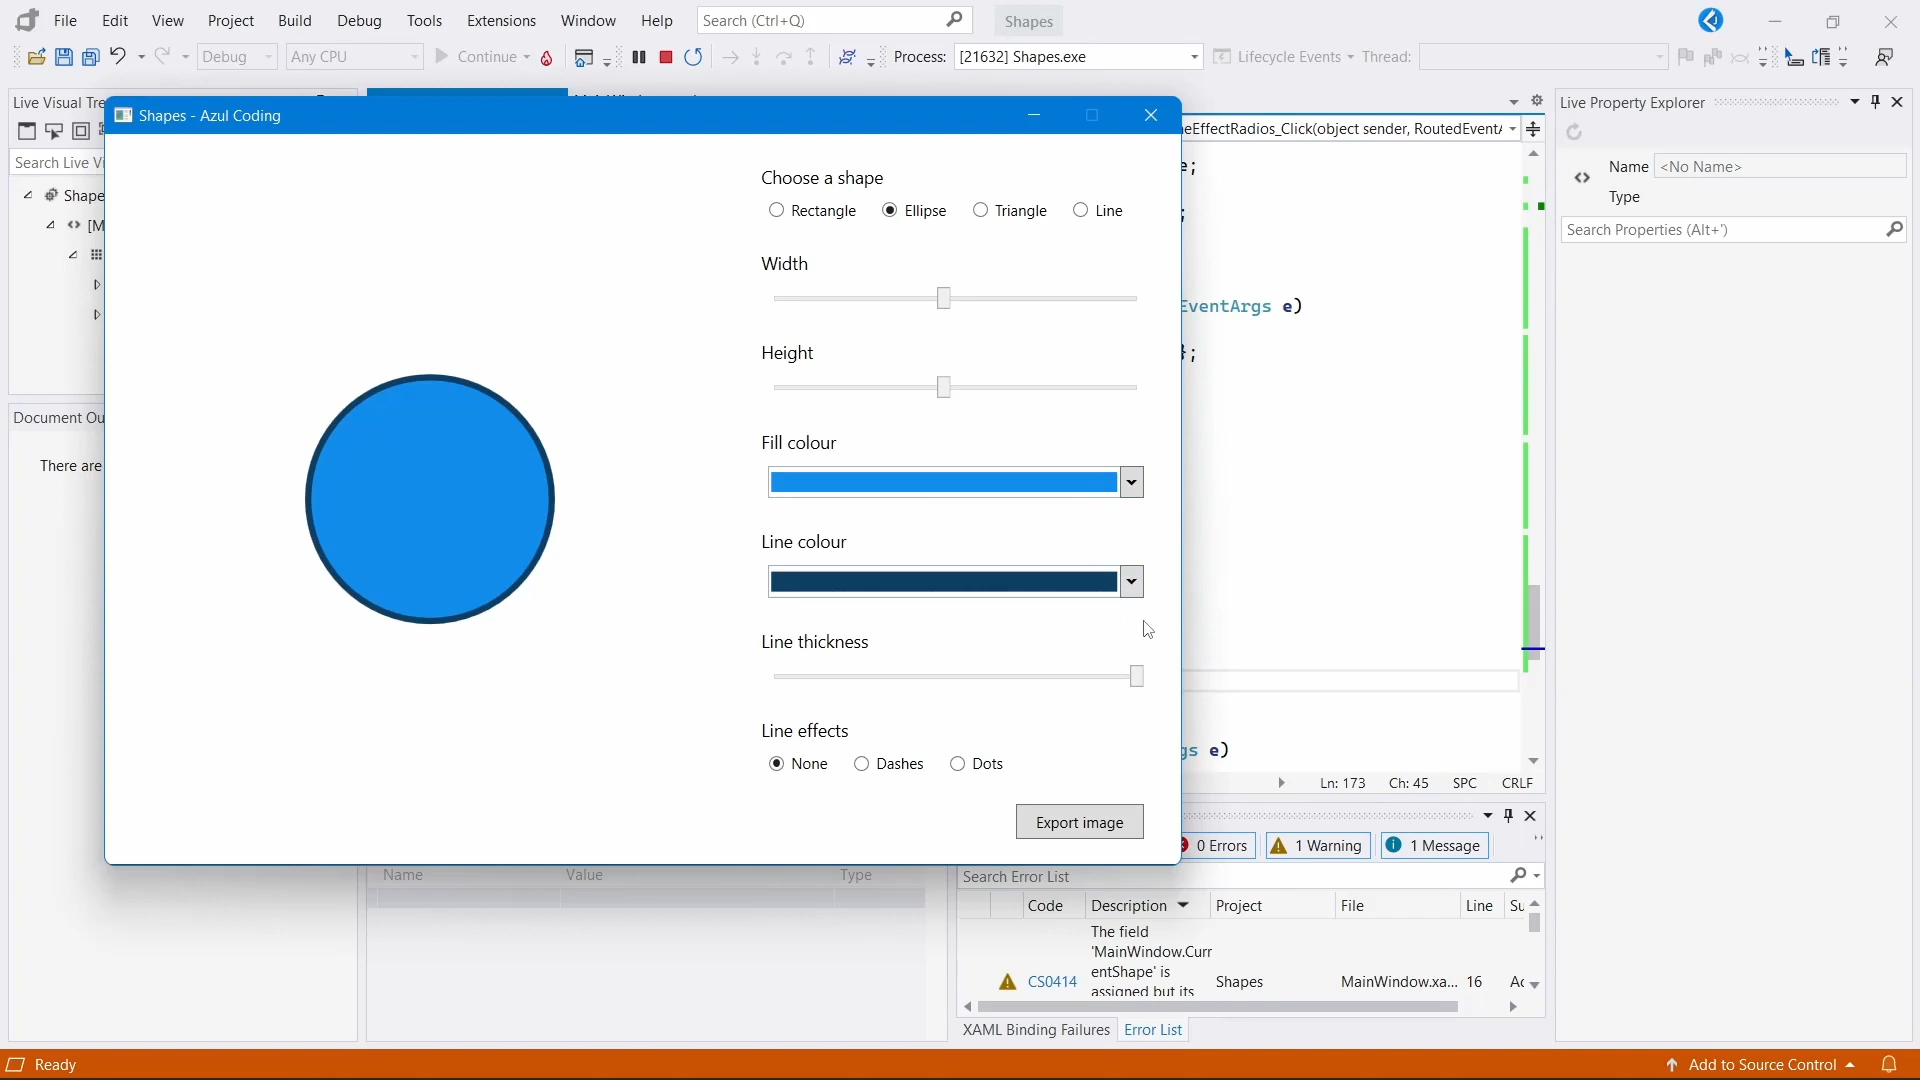 File Edit View Project Build Debug Tools Extensions Window Help Search (Ctrl+Q) Shapes
Debug Any CPU Continue Process: [21632] Shapes.exe Lifecycle Events Thread:
Live Visual Tre
Search Live Vi
Shape
[M
Document Ou
There are
Shapes - Azul Coding
Choose a shape
Rectangle Ellipse Triangle Line
Width
Height
Fill colour
Line colour
Line thickness
Line effects
None Dashes Dots
Export image
neEffectRadios_Click(object sender, RoutedEventA
e;
;
EventArgs e)
};
gs e)
Ln: 173 Ch: 45 SPC CRLF
0 Errors 1 Warning 1 Message
Search Error List
Code Description Project File Line Su
The field
'MainWindow.Curr
entShape' is
assigned but its
CS0414 Shapes MainWindow.xa... 16 Ac
XAML Binding Failures Error List
Name Value Type
Live Property Explorer
Name <No Name>
Type
Search Properties (Alt+')
Ready
Add to Source Control